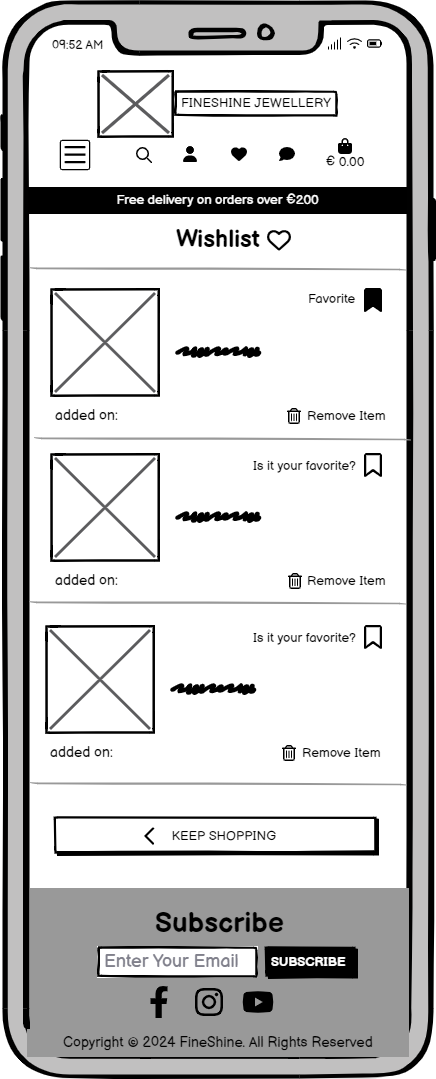 09:52 AM
FINESHINE JEWELLERY
€ 0.00
Free delivery on orders over €200
Wishlist
Favorite
added on:
Remove Item
Is it your favorite?
added on:
Remove Item
Is it your favorite?
added on:
Remove Item
KEEP SHOPPING
Subscribe
Enter Your Email
SUBSCRIBE
Copyright © 2024 FineShine. All Rights Reserved